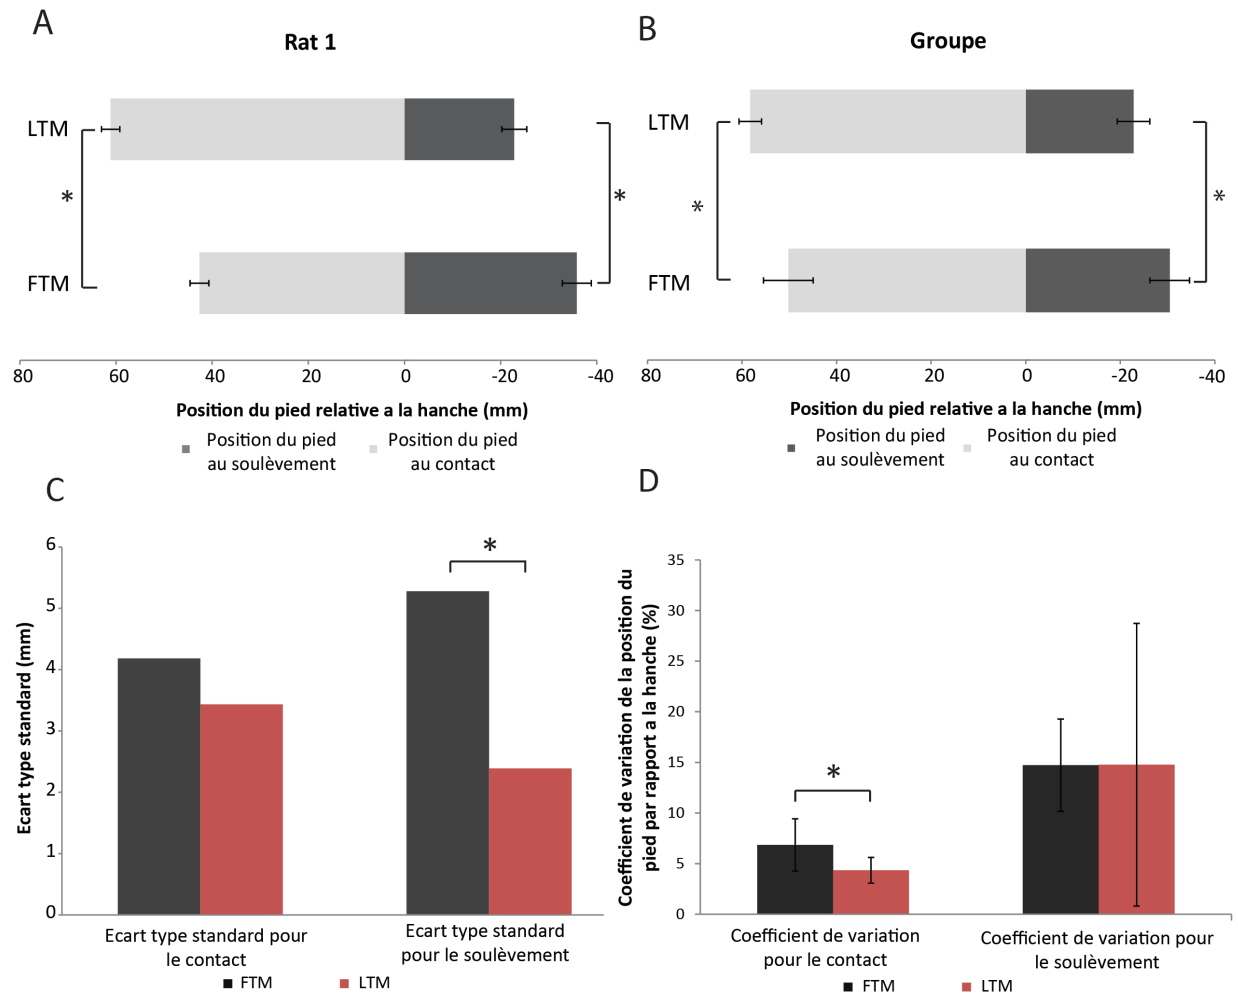 A
Rat 1
LTM
*
*
FTM
80 60 40 20 0 -20 -40
Position du pied relative a la hanche (mm)
Position du pied
au soulèvement
Position du pied
au contact
B
Groupe
LTM
*
*
FTM
80 60 40 20 0 -20 -40
Position du pied relative a la hanche (mm)
Position du pied
au soulèvement
Position du pied
au contact
C
Ecart type standard (mm)
6
5
4
3
2
1
0
*
Ecart type standard pour
le contact
Ecart type standard
pour le soulèvement
FTM LTM
D
Coefficient de variation de la position du
pied par rapport a la hanche (%)
35
30
25
20
15
10
5
0
*
Coefficient de variation
pour le contact
Coefficient de variation pour
le soulèvement
FTM LTM